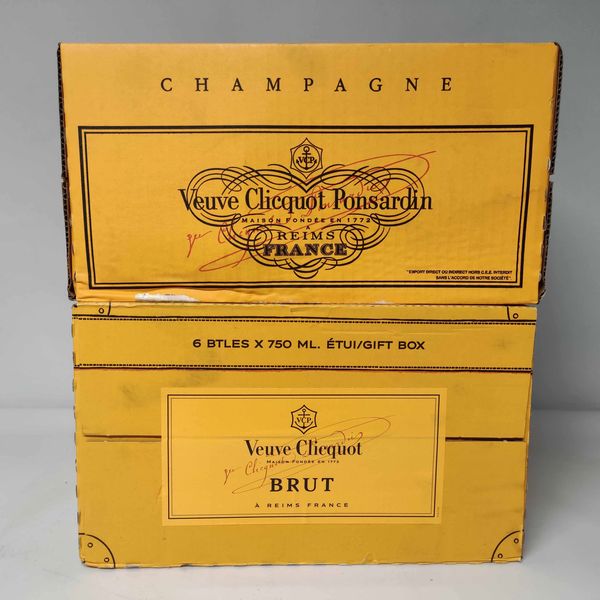 CHAMPAGNE
VCP
Veuve Clicquot Ponsardin
MAISON FONDÉE EN 1772
À
REIMS
FRANCE
"EXPORT DIRECT OU INDIRECT HORS C.E.E. INTERDIT
SANS L'ACCORD DE NOTRE SOCIÉTÉ".
6 BTLES X 750 ML. ÉTUI/GIFT BOX
VCP
Veuve Clicquot
MAISON FONDÉE EN 1772
BRUT
À REIMS FRANCE